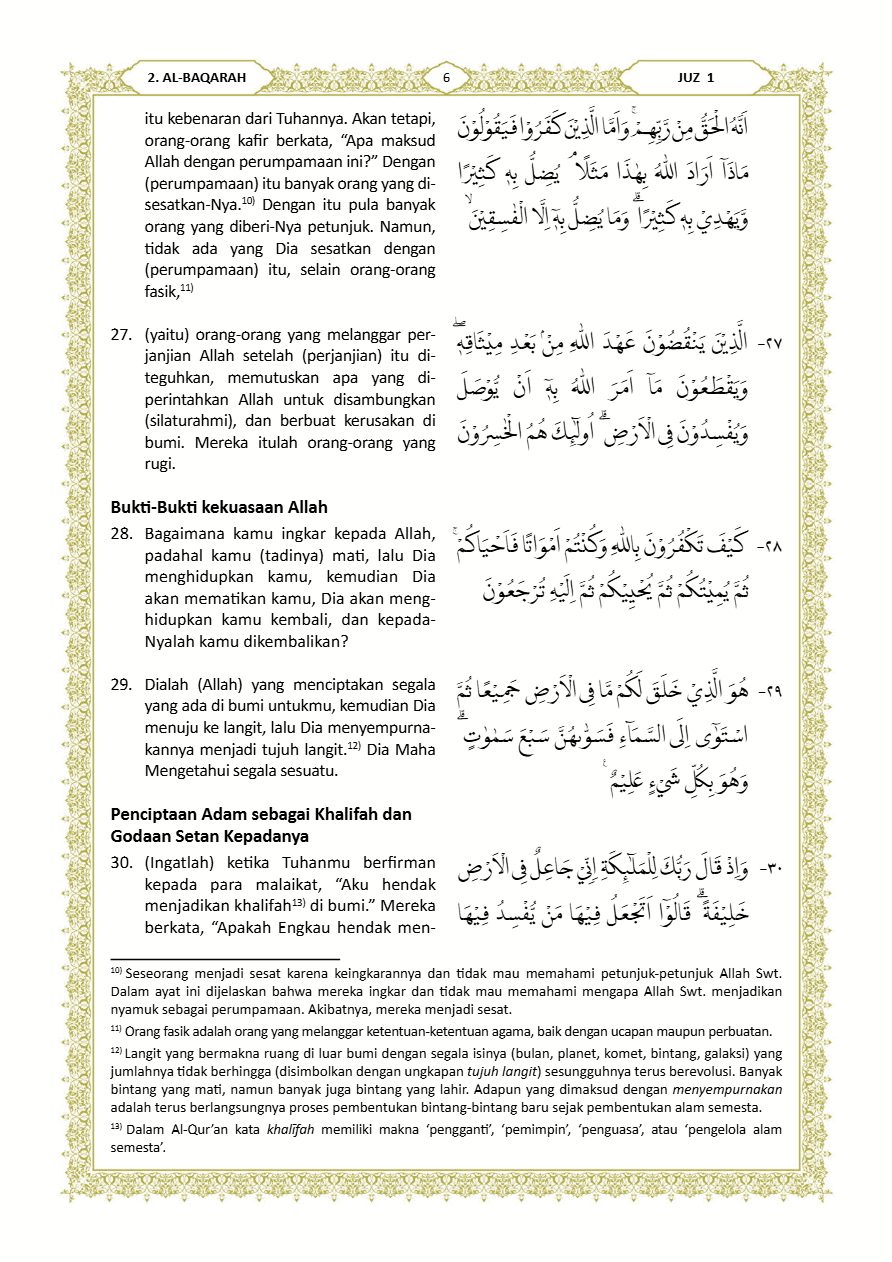 2. AL-BAQARAH
6
JUZ 1
itu kebenaran dari Tuhannya. Akan tetapi,
orang-orang kafir berkata, “Apa maksud
Allah dengan perumpamaan ini?” Dengan
(perumpamaan) itu banyak orang yang di-
sesatkan-Nya.10) Dengan itu pula banyak
orang yang diberi-Nya petunjuk. Namun,
tidak ada yang Dia sesatkan dengan
(perumpamaan) itu, selain orang-orang
fasik,11)
اَنَّهُ الْحَقُّ مِنْ رَّبِّهِمْۚ وَاَمَّا الَّذِيْنَ كَفَرُوْا فَيَقُوْلُوْنَ
مَاذَآ اَرَادَ اللّٰهُ بِهٰذَا مَثَلًاۘ يُضِلُّ بِهٖ كَثِيْرًا
وَّيَهْدِيْ بِهٖ كَثِيْرًاۗ وَمَا يُضِلُّ بِهٖٓ اِلَّا الْفٰسِقِيْنَۙ
27. (yaitu) orang-orang yang melanggar per-
janjian Allah setelah (perjanjian) itu di-
teguhkan, memutuskan apa yang di-
perintahkan Allah untuk disambungkan
(silaturahmi), dan berbuat kerusakan di
bumi. Mereka itulah orang-orang yang
rugi.
٢٧- الَّذِيْنَ يَنْقُضُوْنَ عَهْدَ اللّٰهِ مِنْۢ بَعْدِ مِيْثَاقِهٖۖ
وَيَقْطَعُوْنَ مَآ اَمَرَ اللّٰهُ بِهٖٓ اَنْ يُّوْصَلَ
وَيُفْسِدُوْنَ فِى الْاَرْضِۗ اُولٰۤىِٕكَ هُمُ الْخٰسِرُوْنَ
Bukti-Bukti kekuasaan Allah
28. Bagaimana kamu ingkar kepada Allah,
padahal kamu (tadinya) mati, lalu Dia
menghidupkan kamu, kemudian Dia
akan mematikan kamu, Dia akan meng-
hidupkan kamu kembali, dan kepada-
Nyalah kamu dikembalikan?
٢٨- كَيْفَ تَكْفُرُوْنَ بِاللّٰهِ وَكُنْتُمْ اَمْوَاتًا فَاَحْيَاكُمْۚ
ثُمَّ يُمِيْتُكُمْ ثُمَّ يُحْيِيْكُمْ ثُمَّ اِلَيْهِ تُرْجَعُوْنَ
29. Dialah (Allah) yang menciptakan segala
yang ada di bumi untukmu, kemudian Dia
menuju ke langit, lalu Dia menyempurna-
kannya menjadi tujuh langit.12) Dia Maha
Mengetahui segala sesuatu.
٢٩- هُوَ الَّذِيْ خَلَقَ لَكُمْ مَّا فِى الْاَرْضِ جَمِيْعًا ثُمَّ
اسْتَوٰٓى اِلَى السَّمَاۤءِ فَسَوّٰىهُنَّ سَبْعَ سَمٰوٰتٍۗ
وَهُوَ بِكُلِّ شَيْءٍ عَلِيْمٌࣖ
Penciptaan Adam sebagai Khalifah dan
Godaan Setan Kepadanya
30. (Ingatlah) ketika Tuhanmu berfirman
kepada para malaikat, “Aku hendak
menjadikan khalifah13) di bumi.” Mereka
berkata, “Apakah Engkau hendak men-
٣٠- وَاِذْ قَالَ رَبُّكَ لِلْمَلٰۤىِٕكَةِ اِنِّيْ جَاعِلٌ فِى الْاَرْضِ
خَلِيْفَةًۗ قَالُوْٓا اَتَجْعَلُ فِيْهَا مَنْ يُّفْسِدُ فِيْهَا
10) Seseorang menjadi sesat karena keingkarannya dan tidak mau memahami petunjuk-petunjuk Allah Swt.
Dalam ayat ini dijelaskan bahwa mereka ingkar dan tidak mau memahami mengapa Allah Swt. menjadikan
nyamuk sebagai perumpamaan. Akibatnya, mereka menjadi sesat.
11) Orang fasik adalah orang yang melanggar ketentuan-ketentuan agama, baik dengan ucapan maupun perbuatan.
12) Langit yang bermakna ruang di luar bumi dengan segala isinya (bulan, planet, komet, bintang, galaksi) yang
jumlahnya tidak berhingga (disimbolkan dengan ungkapan tujuh langit) sesungguhnya terus berevolusi. Banyak
bintang yang mati, namun banyak juga bintang yang lahir. Adapun yang dimaksud dengan menyempurnakan
adalah terus berlangsungnya proses pembentukan bintang-bintang baru sejak pembentukan alam semesta.
13) Dalam Al-Qur’an kata khalīfah memiliki makna ‘pengganti’, ‘pemimpin’, ‘penguasa’, atau ‘pengelola alam
semesta’.